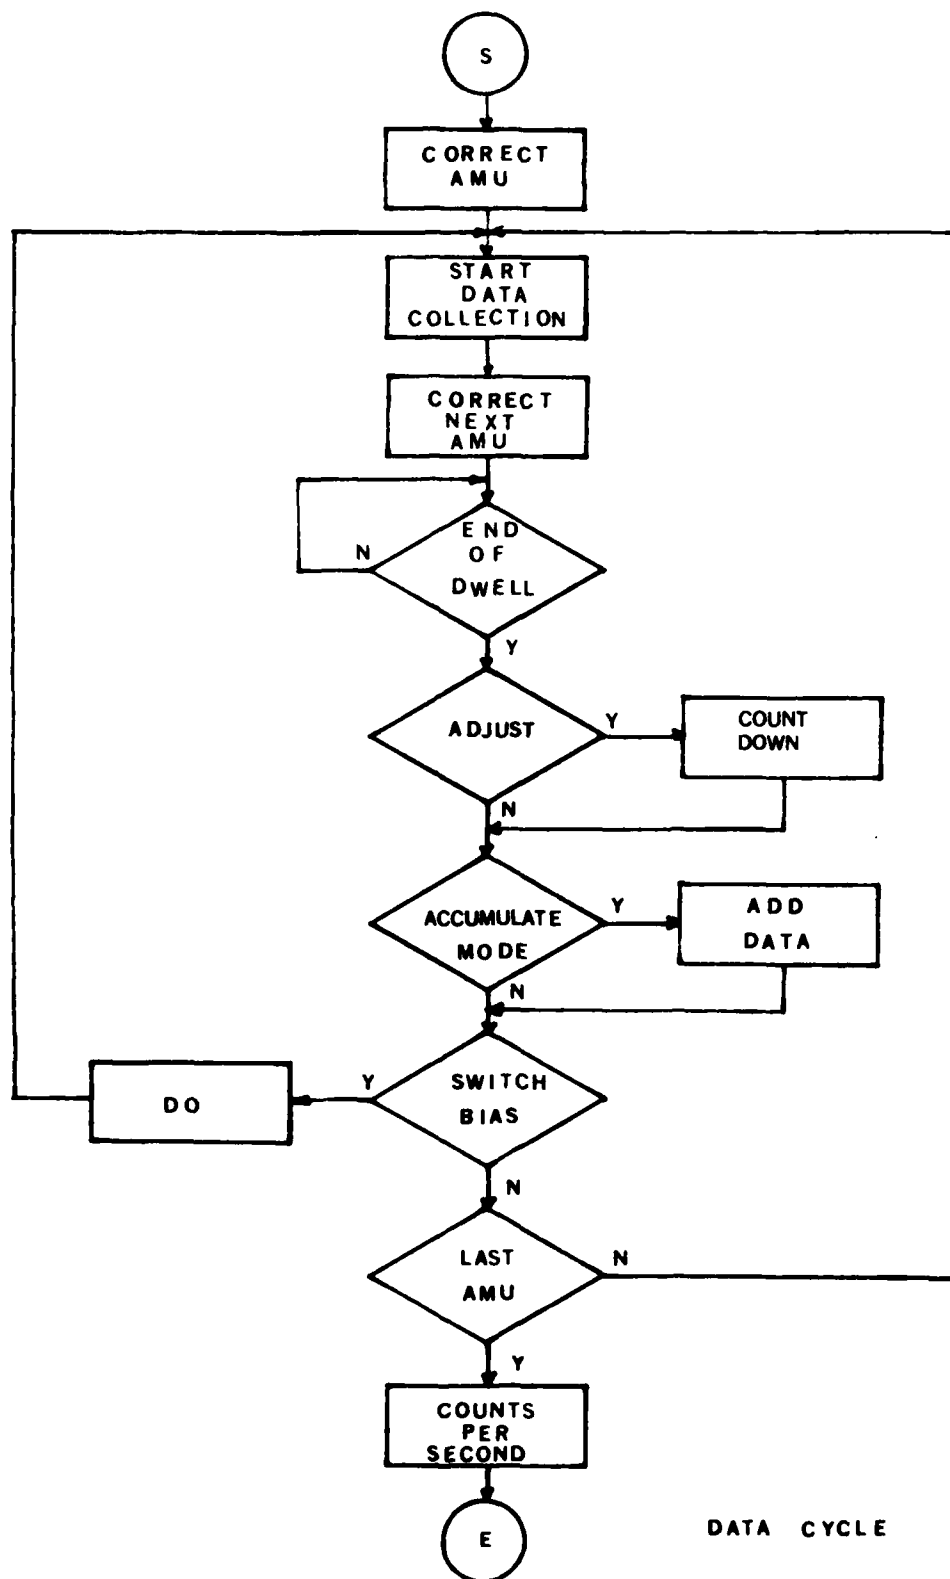 S
CORRECT
AMU
START
DATA
COLLECTION
CORRECT
NEXT
AMU
END
OF
DWELL
N
Y
ADJUST
Y
COUNT
DOWN
N
ACCUMULATE
MODE
Y
ADD
DATA
N
SWITCH
BIAS
Y
DO
N
LAST
AMU
N
Y
COUNTS
PER
SECOND
E
DATA CYCLE